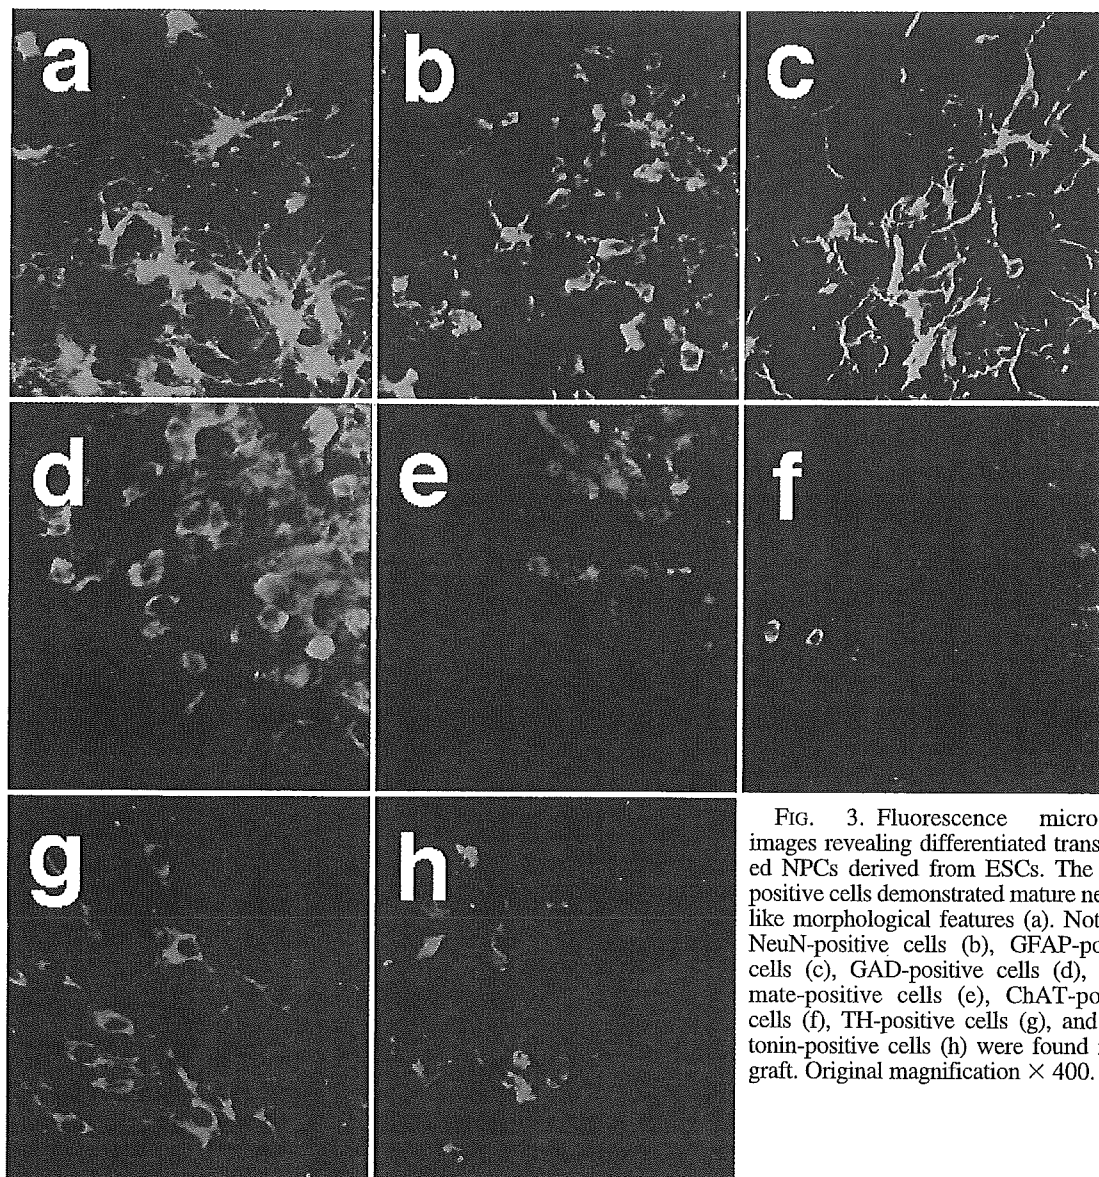 a
b
c
d
e
f
g
h
FIG. 3. Fluorescence micro
images revealing differentiated trans
ed NPCs derived from ESCs. The
positive cells demonstrated mature ne
like morphological features (a). Not
NeuN-positive cells (b), GFAP-po
cells (c), GAD-positive cells (d),
mate-positive cells (e), ChAT-po
cells (f), TH-positive cells (g), and
tonin-positive cells (h) were found
graft. Original magnification × 400.